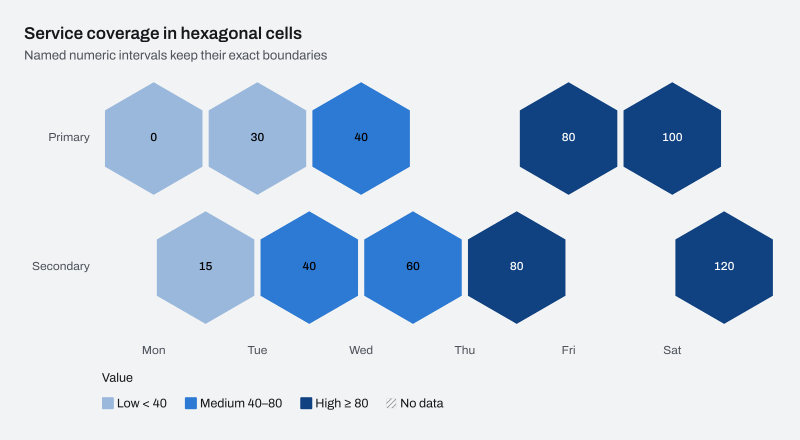 Service coverage in hexagonal cells
Named numeric intervals keep their exact boundaries
Primary 0 30 40 80 100
Secondary 15 40 60 80 120
Mon Tue Wed Thu Fri Sat
Value
Low < 40 Medium 40–80 High ≥ 80 No data